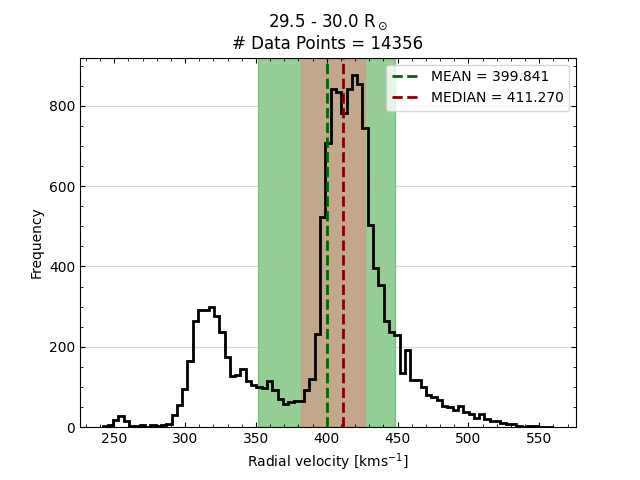 29.5 - 30.0 R⊙
# Data Points = 14356
MEAN = 399.841
MEDIAN = 411.270
Frequency
800
600
400
200
0
250 300 350 400 450 500 550
Radial velocity [kms⁻¹]